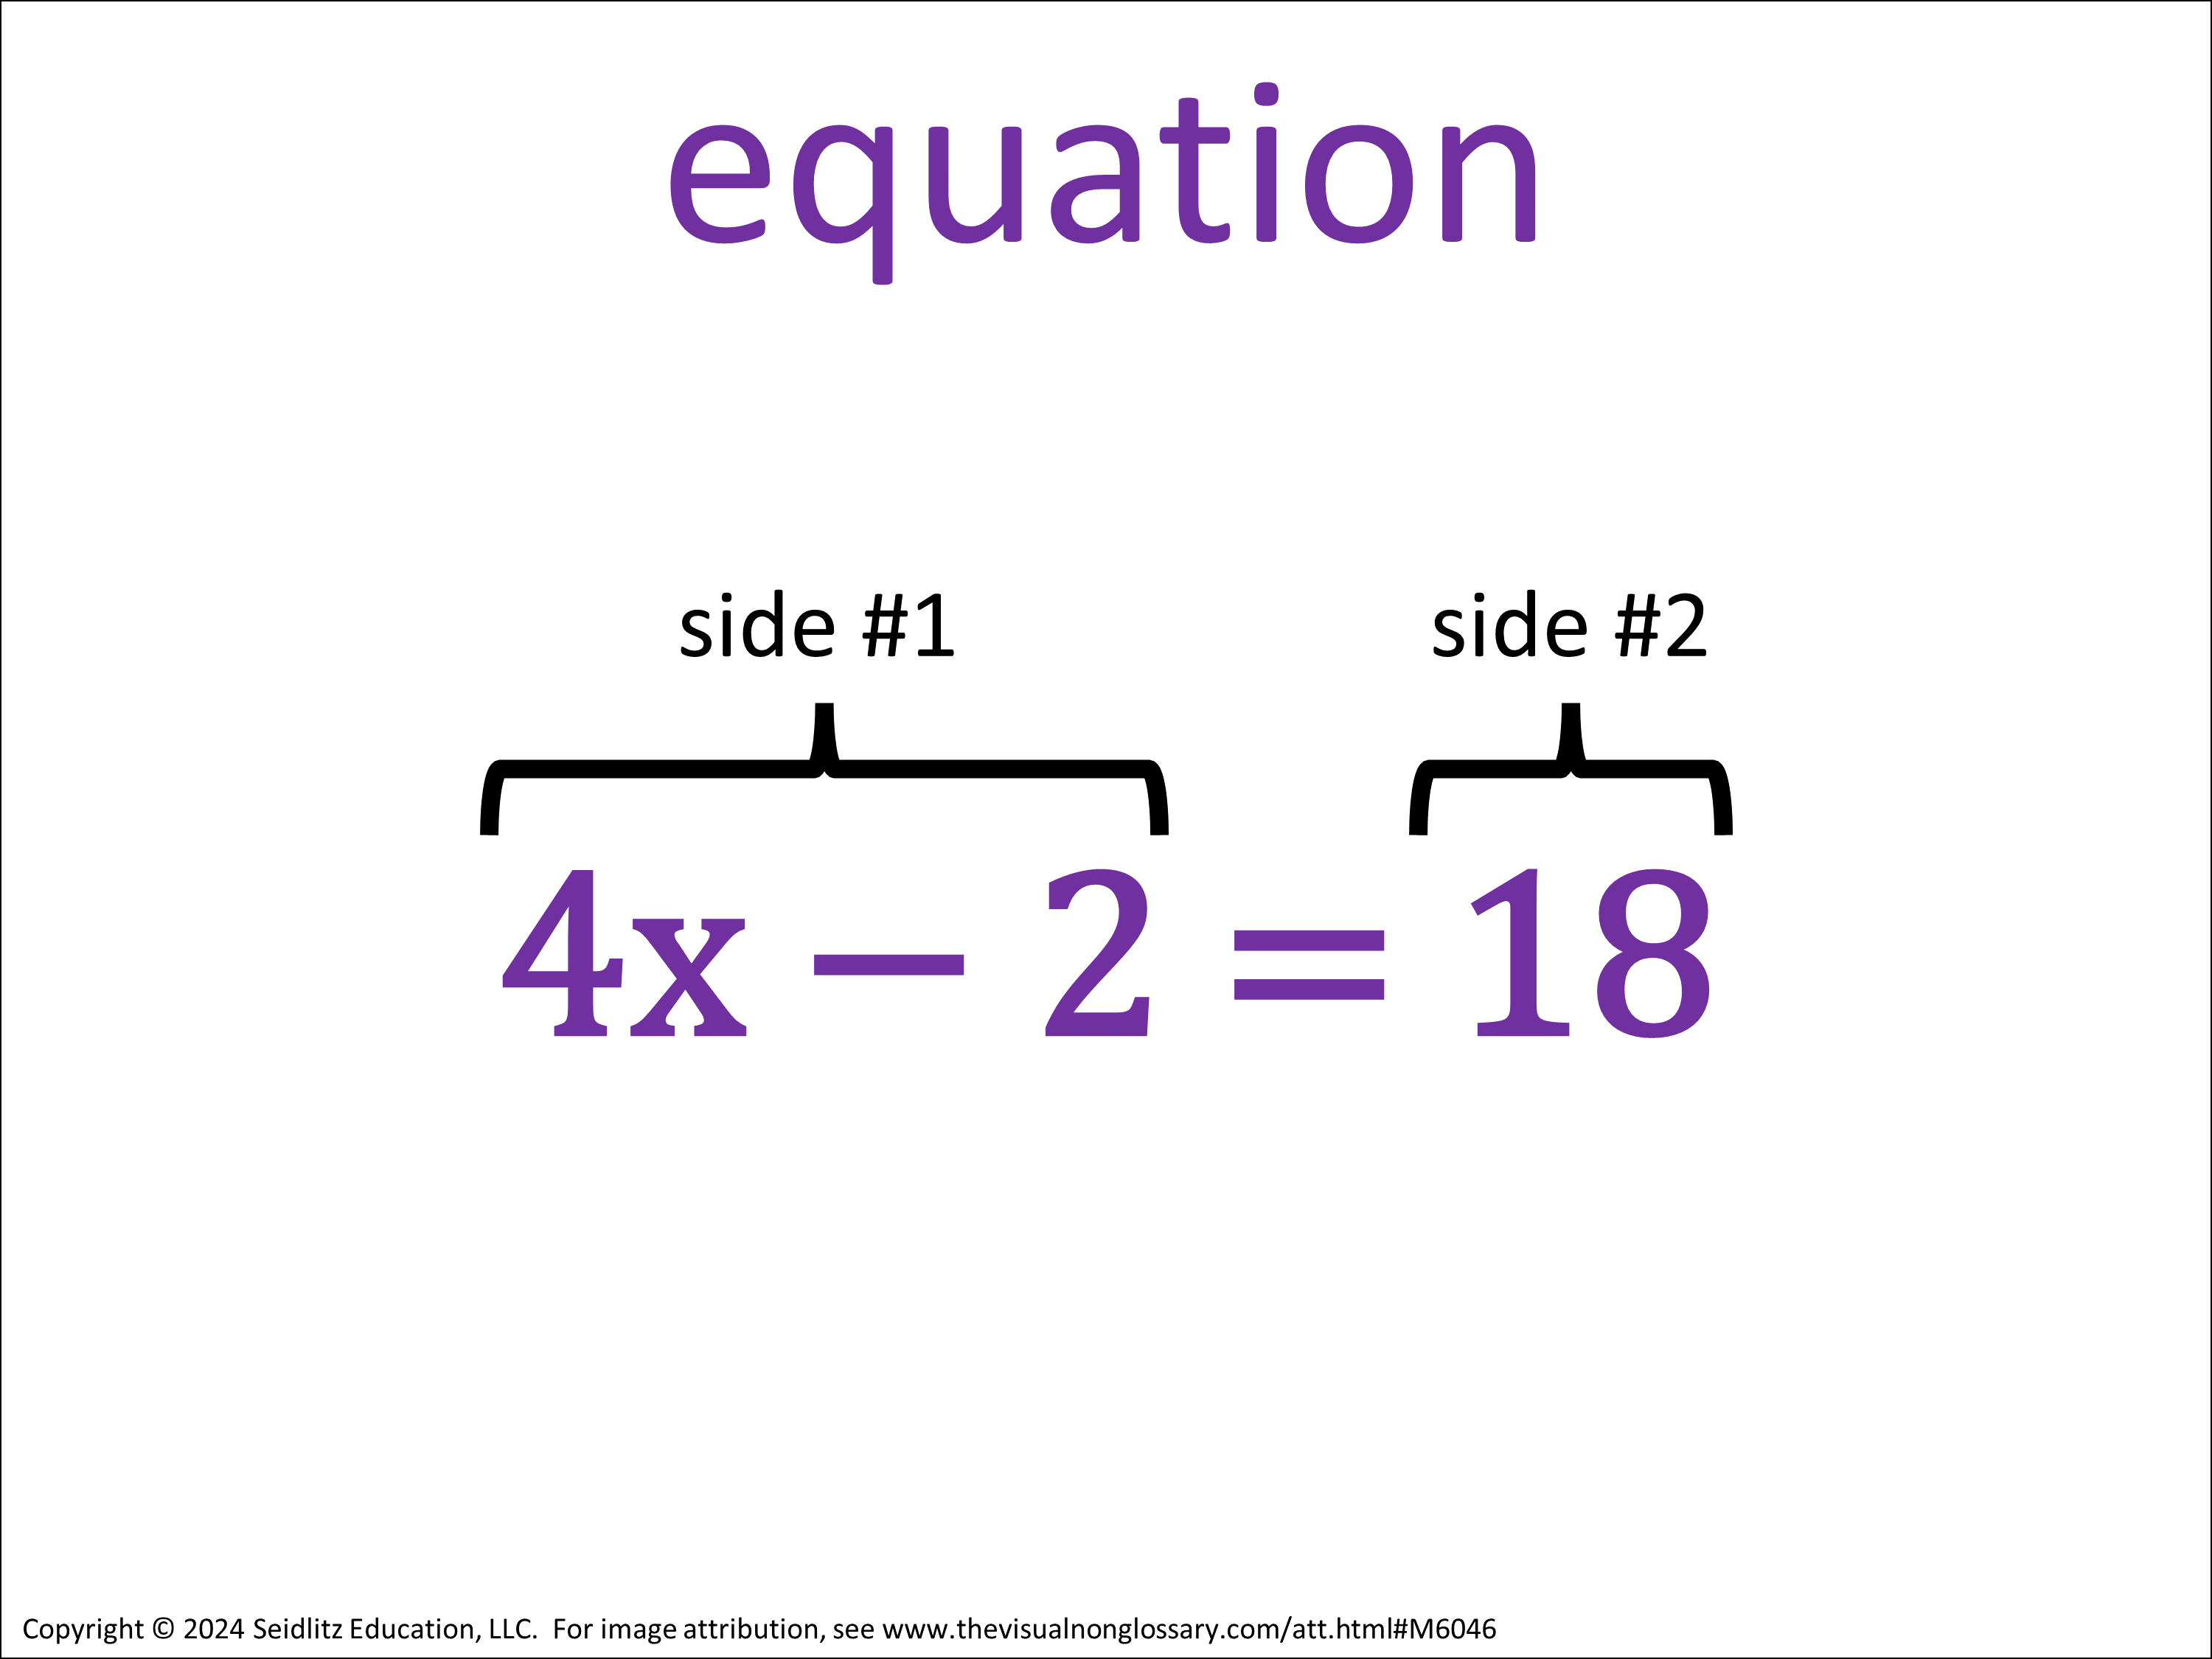 equation
side #1 side #2
4x − 2 = 18
Copyright © 2024 Seidlitz Education, LLC.  For image attribution, see www.thevisualnonglossary.com/att.html#M6046